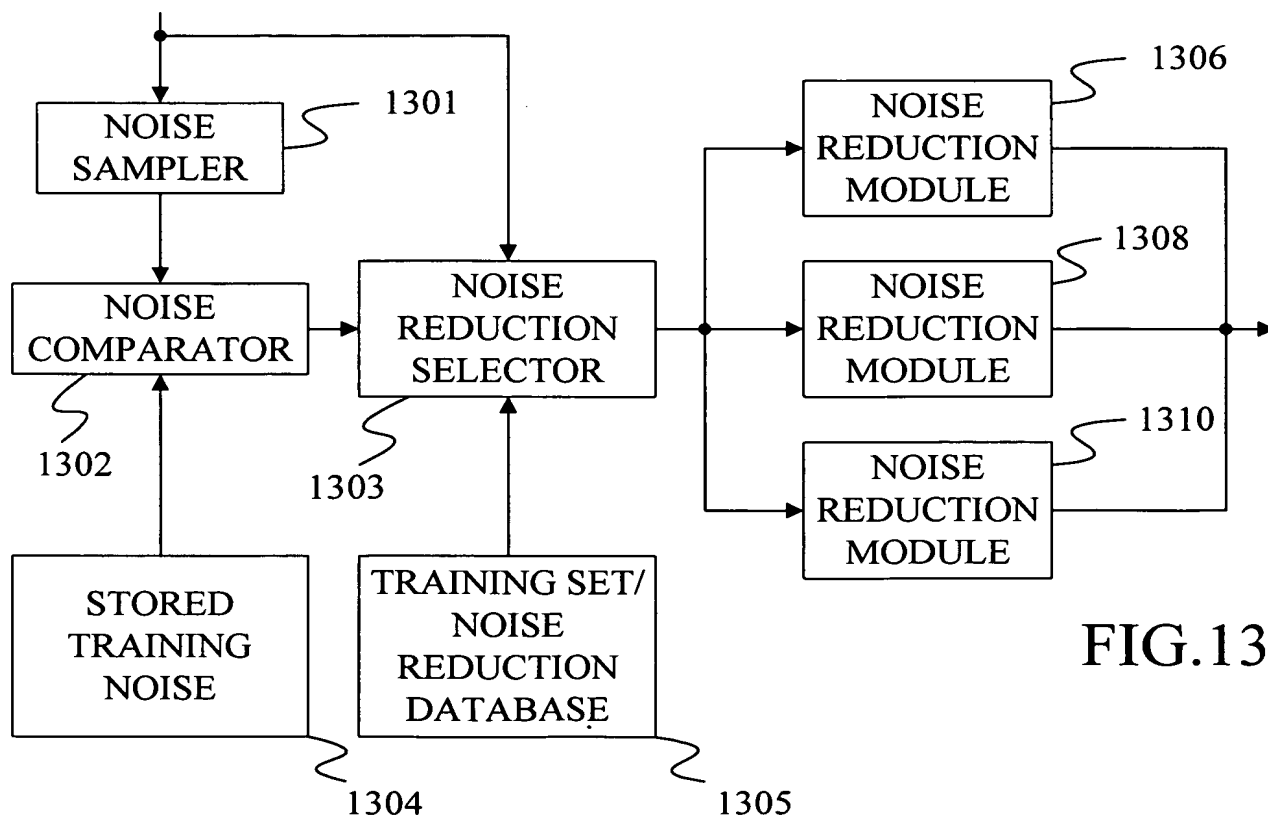 1301
NOISE
SAMPLER
NOISE
COMPARATOR
1302
STORED
TRAINING
NOISE
1304
NOISE
REDUCTION
SELECTOR
1303
TRAINING SET/
NOISE
REDUCTION
DATABASE
1305
1306
NOISE
REDUCTION
MODULE
1308
NOISE
REDUCTION
MODULE
1310
NOISE
REDUCTION
MODULE
FIG.13